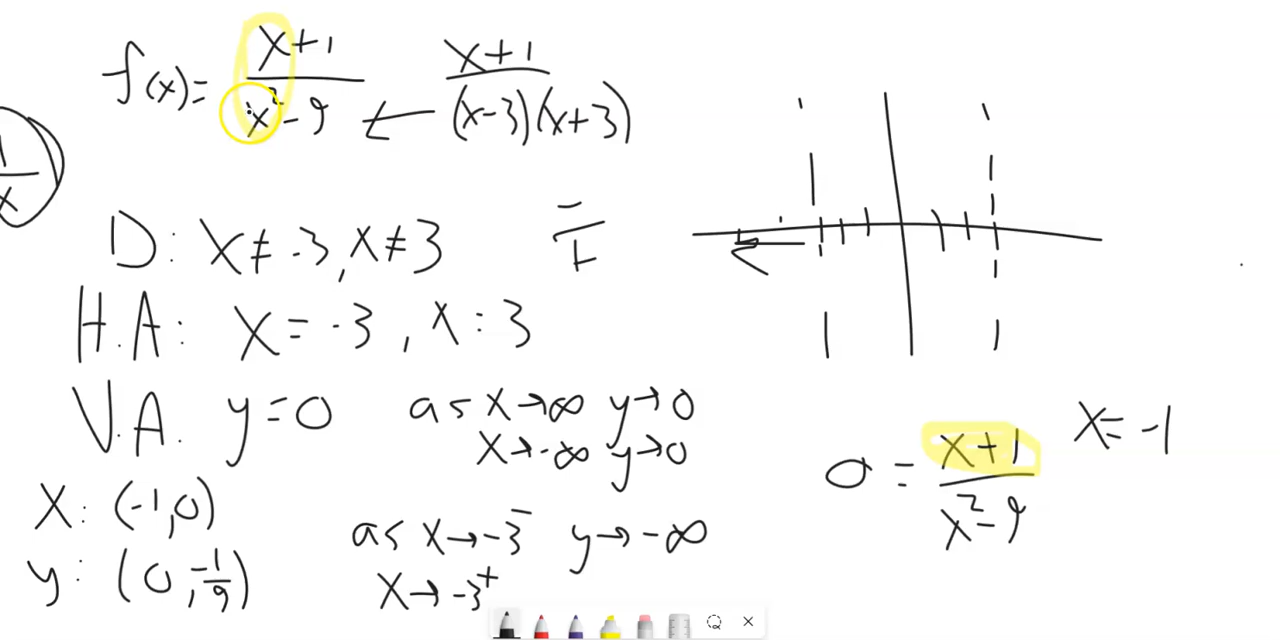 f(x) = x+1 / x² - 9 ← x+1 / (x-3)(x+3)
1/x
D: x ≠ -3, x ≠ 3 - / +
H.A: x = -3, x : 3
V.A. y = 0 as x → ∞ y → 0
x → -∞ y → 0
0 = x+1 / x² - 9 x = -1
x: (-1, 0) as x → -3⁻ y → -∞
y: (0, -1/9) x → -3⁺